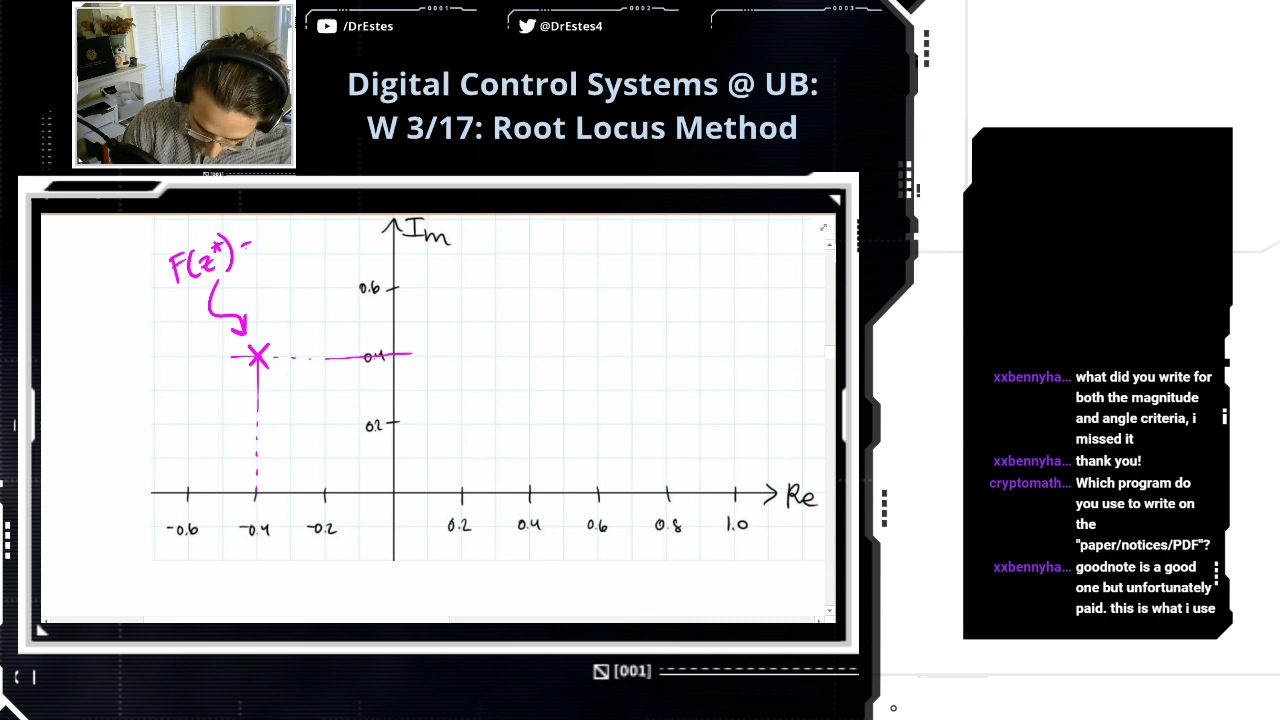 0001
0002
0003
/DrEstes
@DrEstes4
Digital Control Systems @ UB:
W 3/17: Root Locus Method
[001]
Im
F(z*) -
0.6
0.4
0.2
Re
-0.6 -0.4 -0.2 0.2 0.4 0.6 0.8 1.0
xxbennyha... what did you write for
both the magnitude
and angle criteria, i
missed it
xxbennyha... thank you!
cryptomath... Which program do
you use to write on
the
"paper/notices/PDF"?
xxbennyha... goodnote is a good
one but unfortunately
paid. this is what i use
[001]